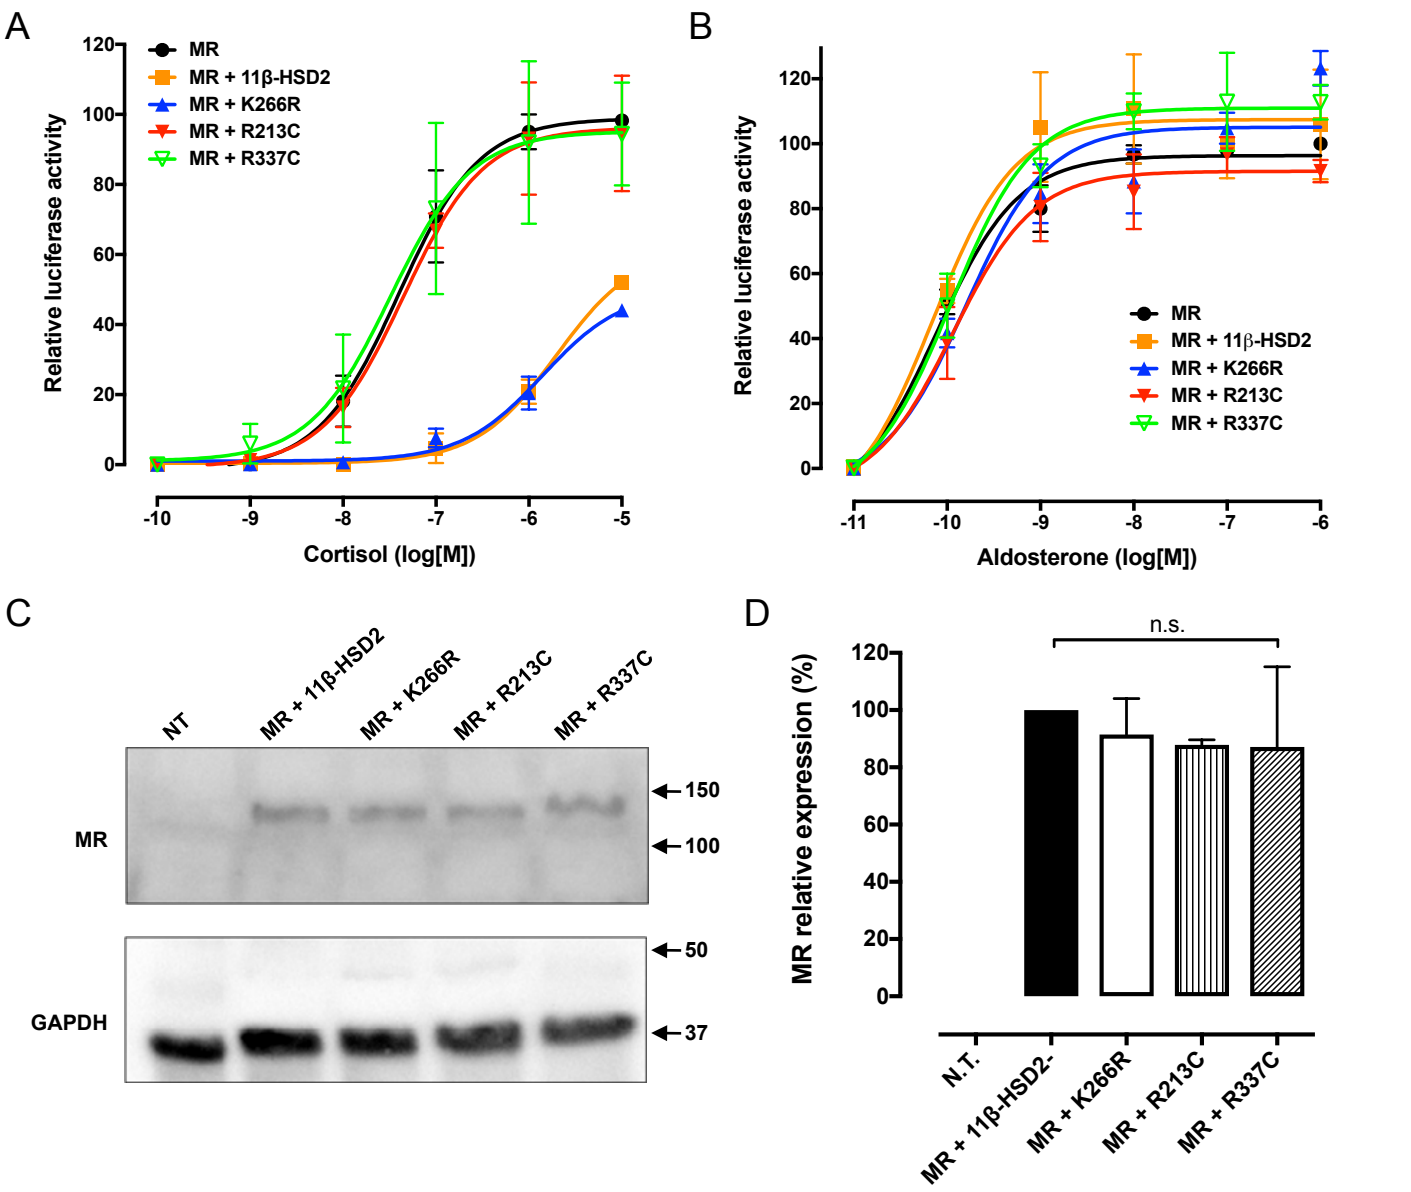 A
120
100
80
60
40
20
0
Relative luciferase activity
MR
MR + 11β-HSD2
MR + K266R
MR + R213C
MR + R337C
-10
-9
-8
-7
-6
-5
Cortisol (log[M])
B
120
100
80
60
40
20
0
Relative luciferase activity
MR
MR + 11β-HSD2
MR + K266R
MR + R213C
MR + R337C
-11
-10
-9
-8
-7
-6
Aldosterone (log[M])
C
NT
MR + 11β-HSD2
MR + K266R
MR + R213C
MR + R337C
MR
150
100
GAPDH
50
37
D
n.s.
120
100
80
60
40
20
0
MR relative expression (%)
N.T.
MR + 11β-HSD2-
MR + K266R
MR + R213C
MR + R337C